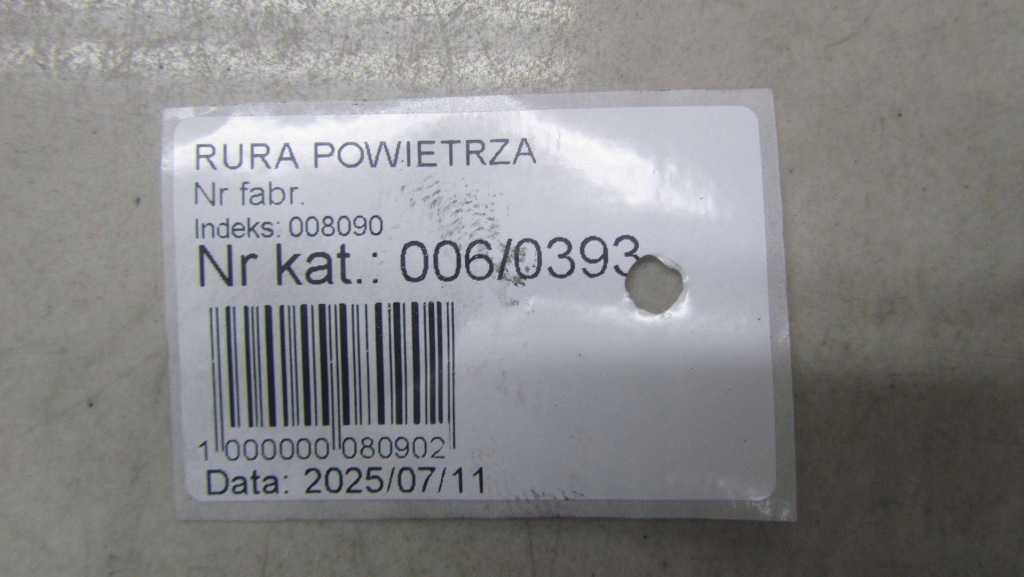 RURA POWIETRZA
Nr fabr.
Indeks: 008090
Nr kat.: 006/0393
1 000000 080902
Data: 2025/07/11